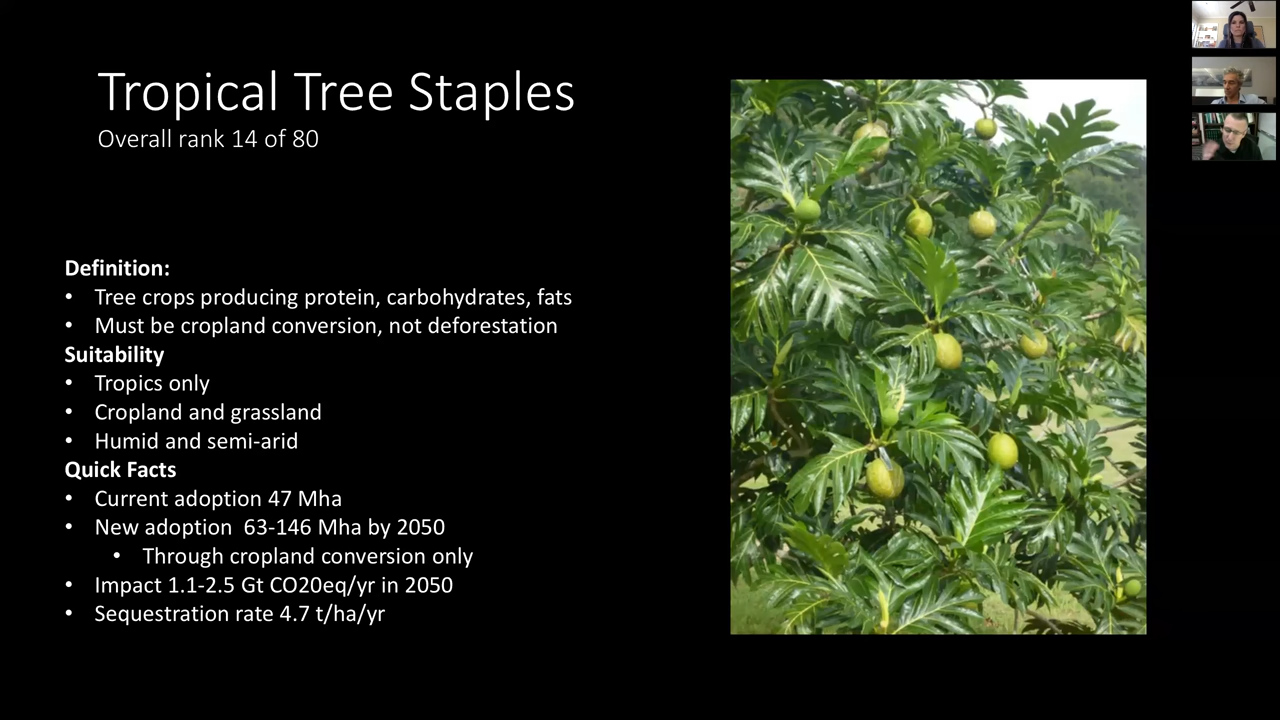 Tropical Tree Staples
Overall rank 14 of 80
Definition:
• Tree crops producing protein, carbohydrates, fats
• Must be cropland conversion, not deforestation
Suitability
• Tropics only
• Cropland and grassland
• Humid and semi-arid
Quick Facts
• Current adoption 47 Mha
• New adoption  63-146 Mha by 2050
• Through cropland conversion only
• Impact 1.1-2.5 Gt CO20eq/yr in 2050
• Sequestration rate 4.7 t/ha/yr